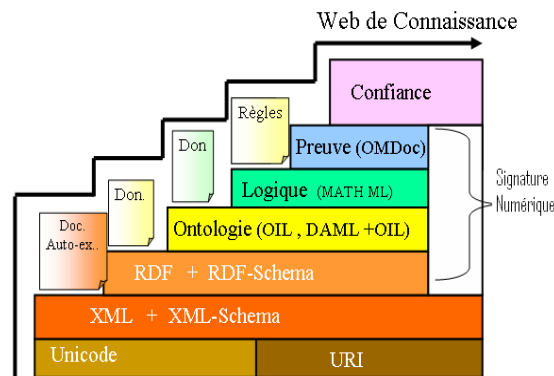 Web de Connaissance
Confiance
Règles
Preuve (OMDoc)
Don
Logique (MATH ML)
Signature
Numérique
Don.
Ontologie (OIL , DAML +OIL)
Doc.
Auto-ex..
RDF + RDF-Schema
XML + XML-Schema
Unicode
URI